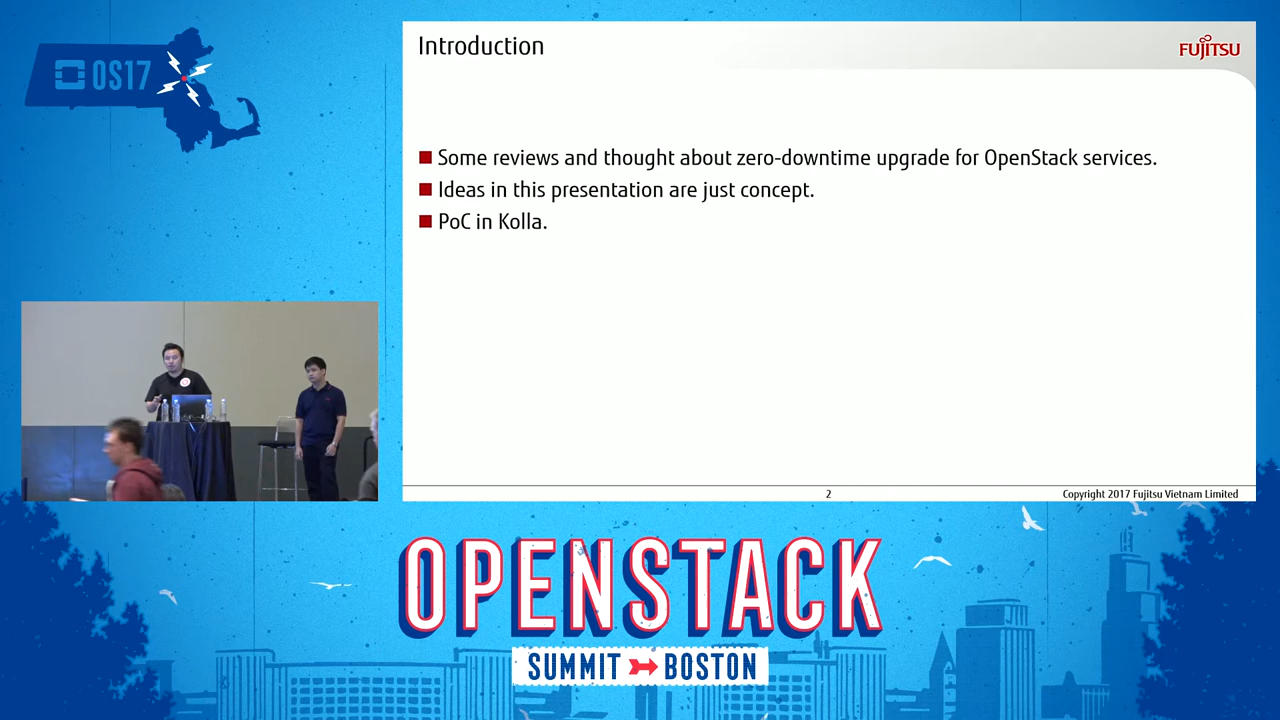 OS17
Introduction
FUJITSU
Some reviews and thought about zero-downtime upgrade for OpenStack services.
Ideas in this presentation are just concept.
PoC in Kolla.
2
Copyright 2017 Fujitsu Vietnam Limited
OPENSTACK
SUMMIT BOSTON